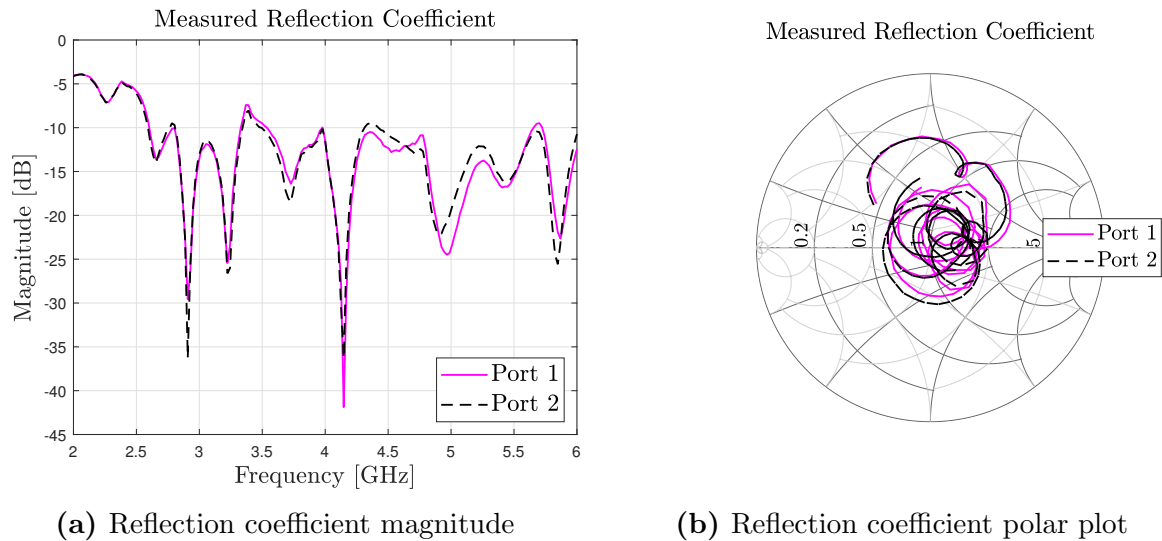 Measured Reflection Coefficient
0
-5
-10
-15
-20
-25
-30
-35
-40
-45
Magnitude [dB]
2 2.5 3 3.5 4 4.5 5 5.5 6
Frequency [GHz]
Port 1
Port 2
(a) Reflection coefficient magnitude
Measured Reflection Coefficient
0.2 0.5 1 5
Port 1
Port 2
(b) Reflection coefficient polar plot